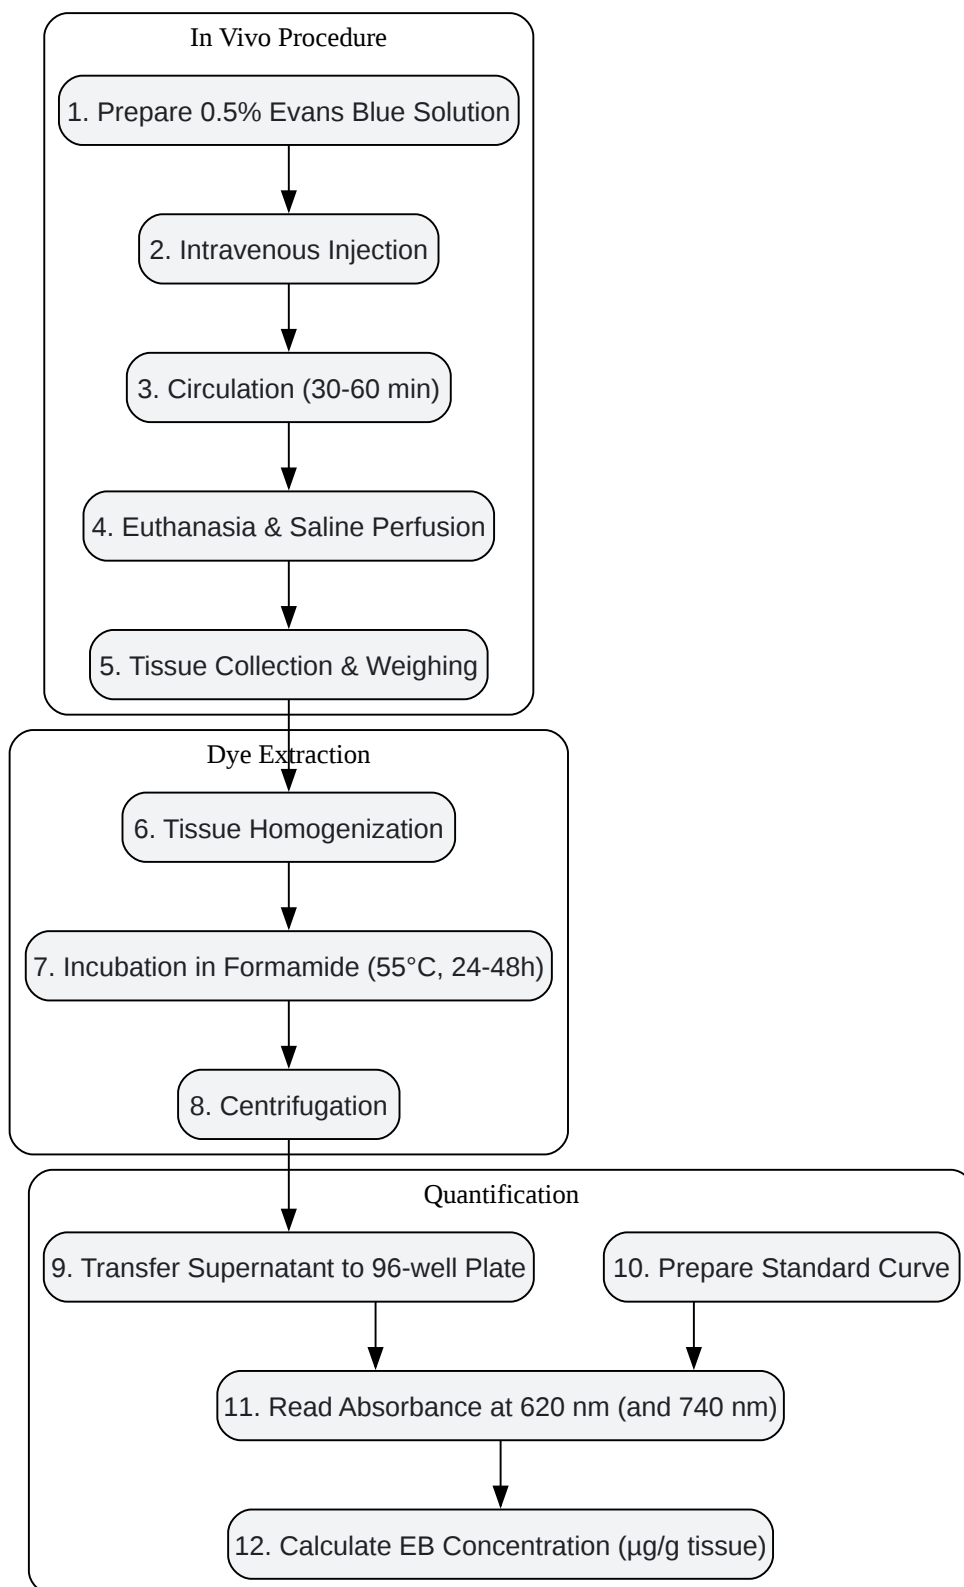 In Vivo Procedure
1. Prepare 0.5% Evans Blue Solution
2. Intravenous Injection
3. Circulation (30-60 min)
4. Euthanasia & Saline Perfusion
5. Tissue Collection & Weighing
Dye Extraction
6. Tissue Homogenization
7. Incubation in Formamide (55°C, 24-48h)
8. Centrifugation
Quantification
9. Transfer Supernatant to 96-well Plate
10. Prepare Standard Curve
11. Read Absorbance at 620 nm (and 740 nm)
12. Calculate EB Concentration (µg/g tissue)